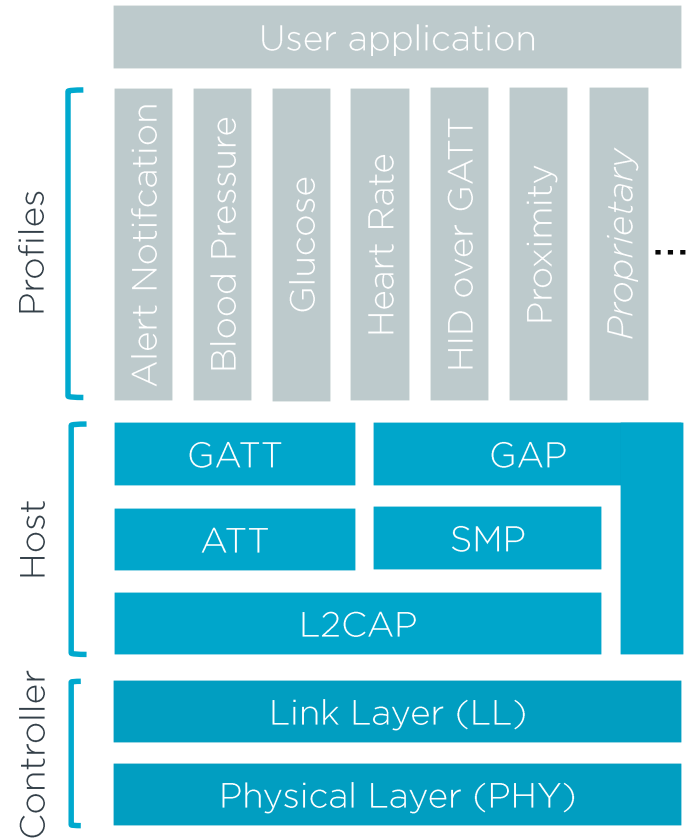 User application
Profiles
Alert Notifcation
Blood Pressure
Glucose
Heart Rate
HID over GATT
Proximity
Proprietary
...
Host
GATT
GAP
ATT
SMP
L2CAP
Controller
Link Layer (LL)
Physical Layer (PHY)